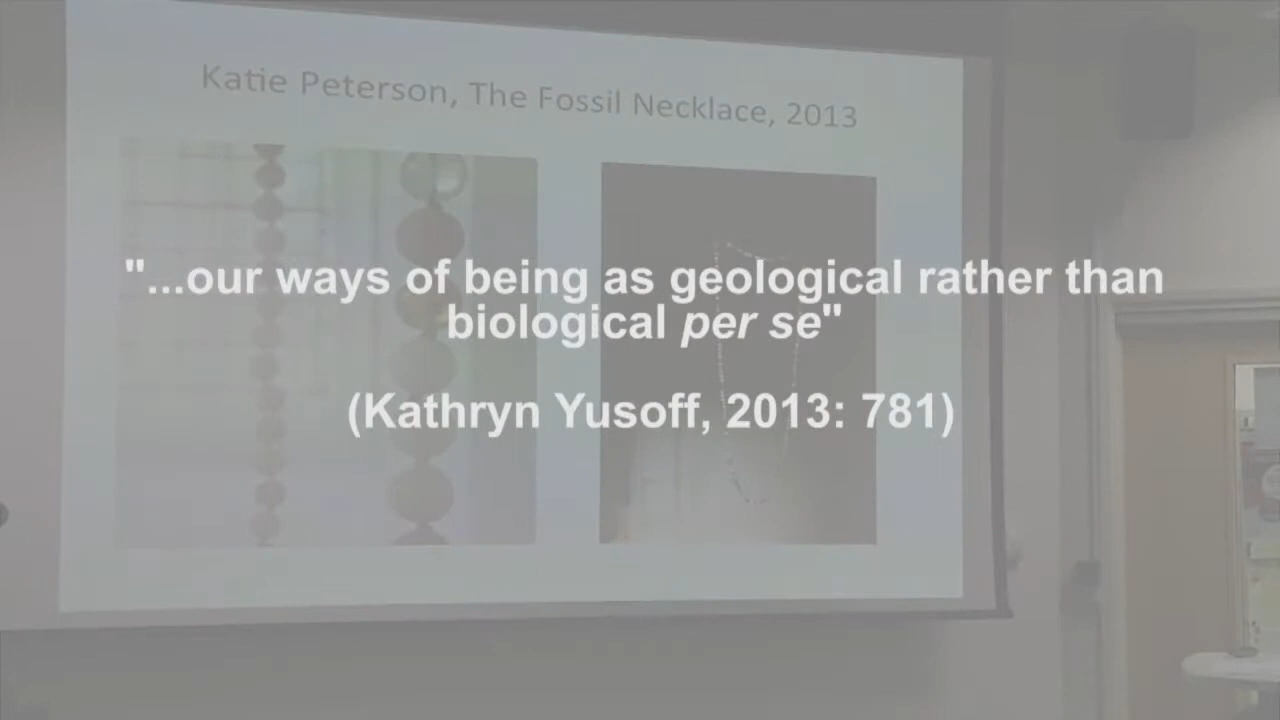 Katie Peterson, The Fossil Necklace, 2013
"...our ways of being as geological rather than
biological per se"
(Kathryn Yusoff, 2013: 781)